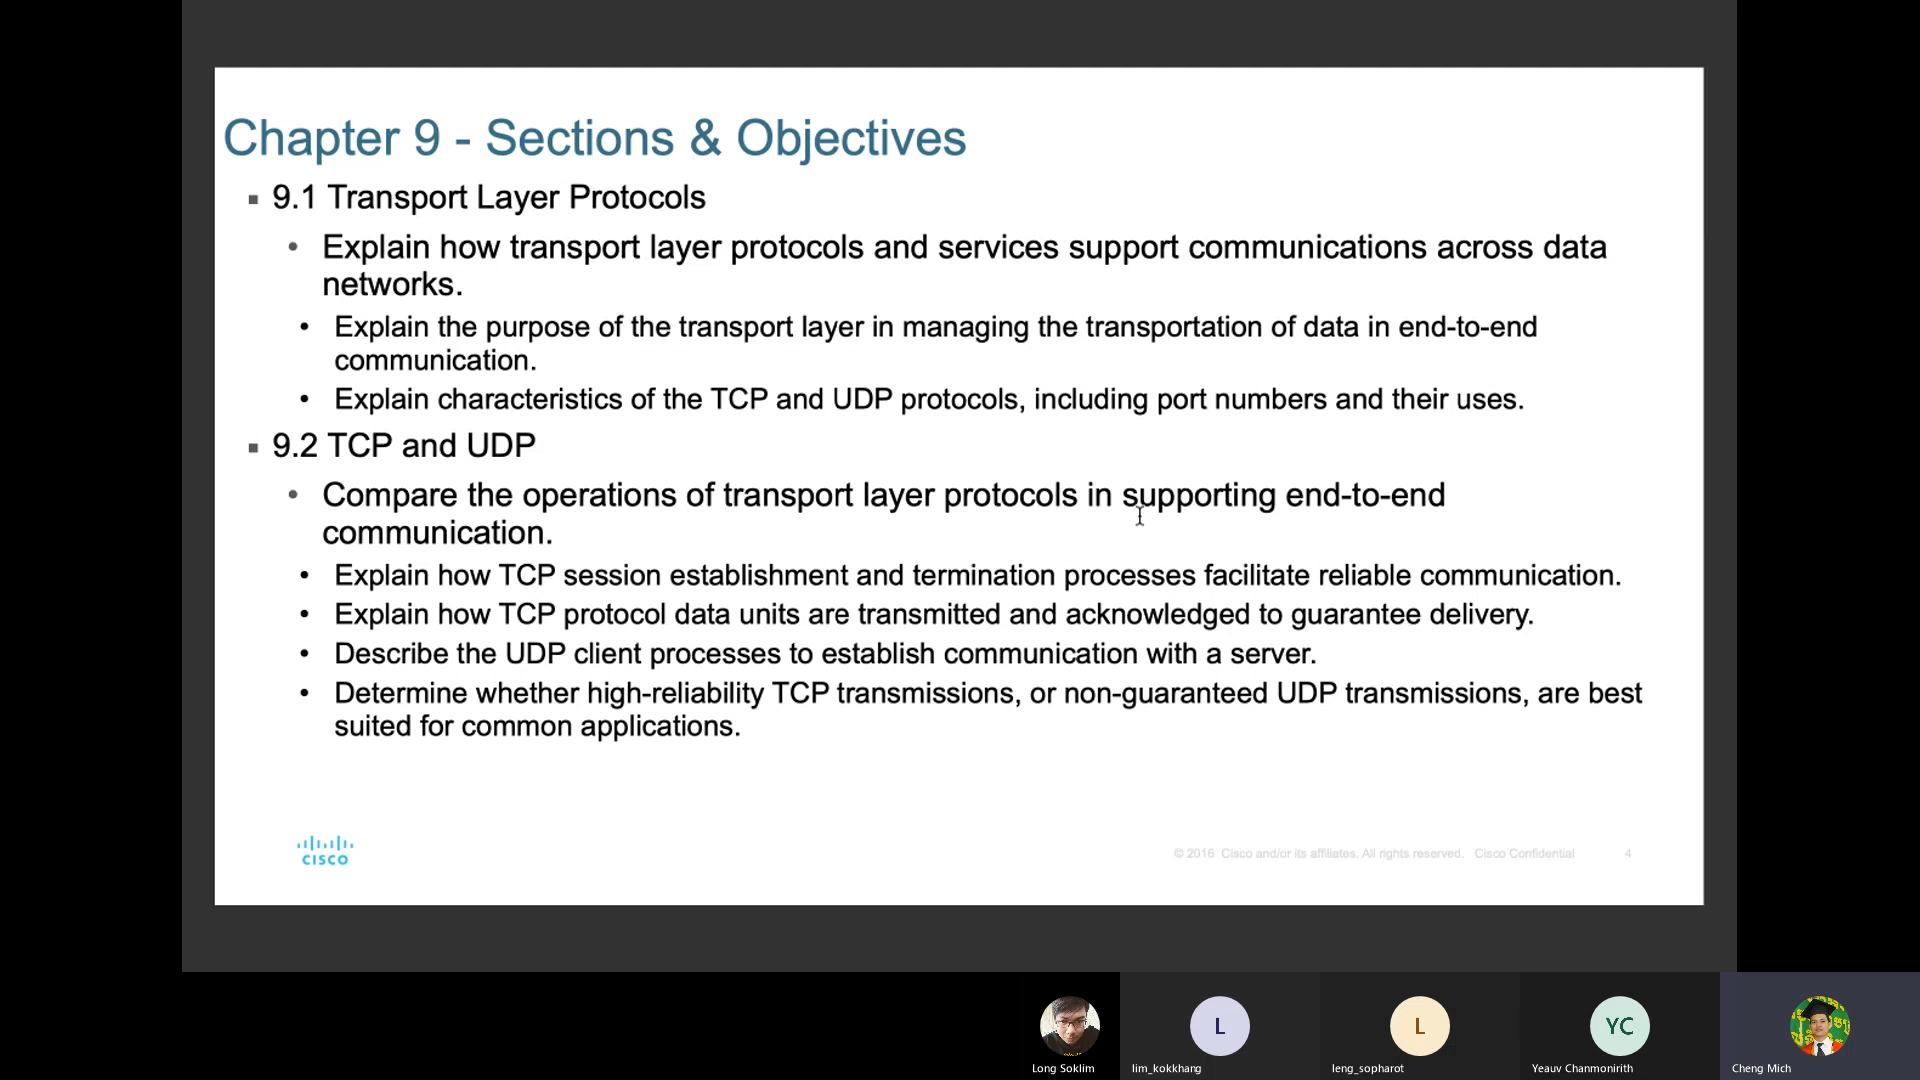 Chapter 9 - Sections & Objectives
▪ 9.1 Transport Layer Protocols
• Explain how transport layer protocols and services support communications across data
networks.
• Explain the purpose of the transport layer in managing the transportation of data in end-to-end
communication.
• Explain characteristics of the TCP and UDP protocols, including port numbers and their uses.
▪ 9.2 TCP and UDP
• Compare the operations of transport layer protocols in supporting end-to-end
communication.
• Explain how TCP session establishment and termination processes facilitate reliable communication.
• Explain how TCP protocol data units are transmitted and acknowledged to guarantee delivery.
• Describe the UDP client processes to establish communication with a server.
• Determine whether high-reliability TCP transmissions, or non-guaranteed UDP transmissions, are best
suited for common applications.
CISCO
© 2016 Cisco and/or its affiliates. All rights reserved. Cisco Confidential 4
L
L
YC
Long Soklim
lim_kokkhang
leng_sopharot
Yeauv Chanmonirith
Cheng Mich